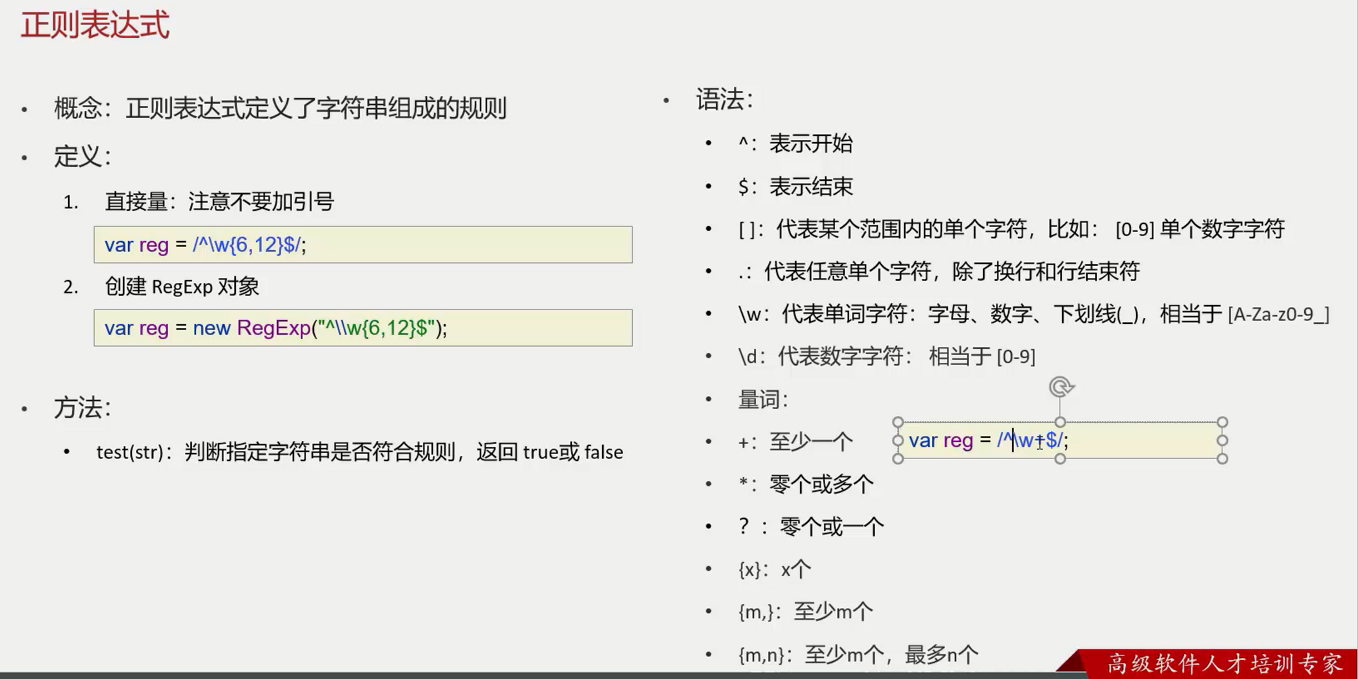 正则表达式
• 概念：正则表达式定义了字符串组成的规则
• 定义：
1. 直接量：注意不要加引号
var reg = /^\w{6,12}$/;
2. 创建 RegExp 对象
var reg = new RegExp("^\\w{6,12}$");
• 方法：
• test(str)：判断指定字符串是否符合规则，返回 true或 false
• 语法：
• ^：表示开始
• $：表示结束
• [ ]：代表某个范围内的单个字符，比如： [0-9] 单个数字字符
• .：代表任意单个字符，除了换行和行结束符
• \w：代表单词字符：字母、数字、下划线(_)，相当于 [A-Za-z0-9_]
• \d：代表数字字符： 相当于 [0-9]
• 量词：
• +：至少一个
var reg = /^\w+$/;
• *：零个或多个
• ？：零个或一个
• {x}：x个
• {m,}：至少m个
• {m,n}：至少m个，最多n个
高级软件人才培训专家